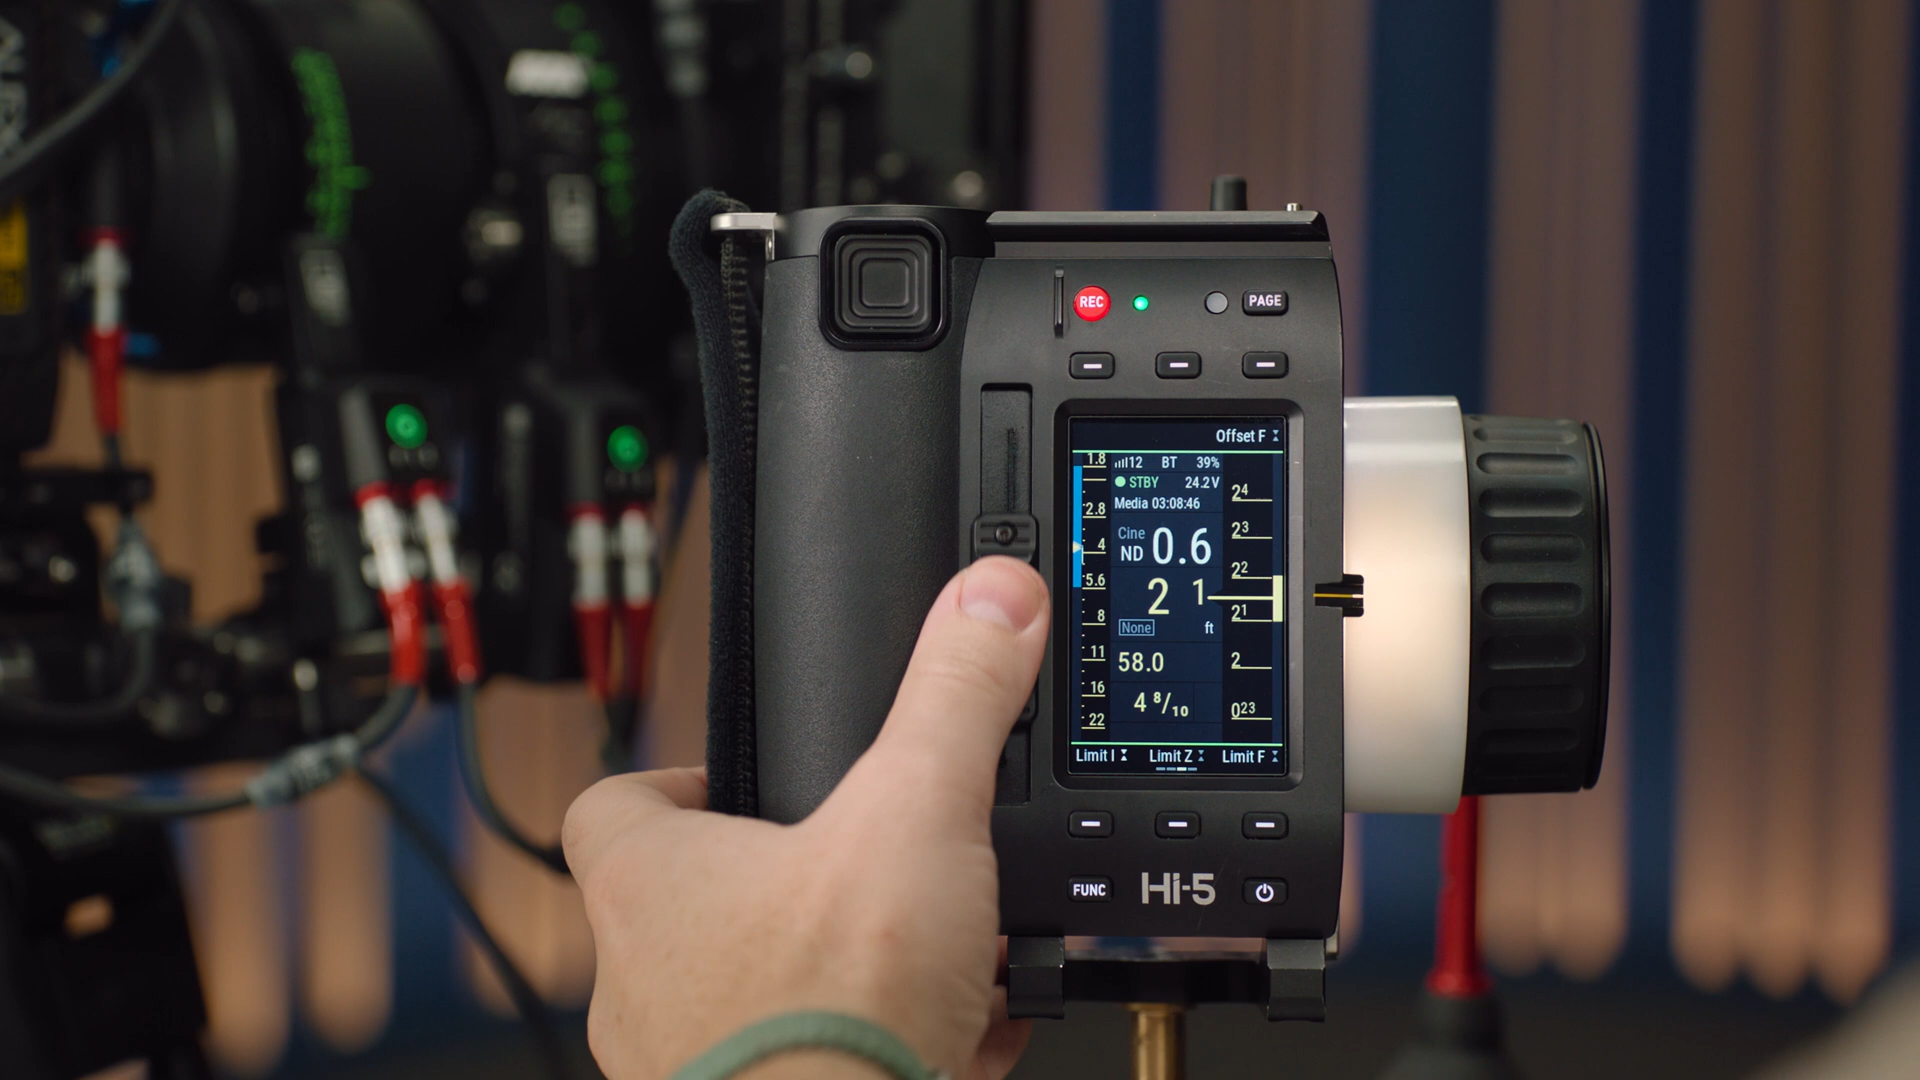 REC
PAGE
Offset F
1.8
12 BT 39%
STBY 24.2V
Media 03:08:46
2.8
24
Cine
ND 0.6
23
4
22
5.6
2 1
21
8
None ft
11
58.0
2
16
4 8/10
023
22
Limit I Limit Z Limit F
FUNC
Hi-5